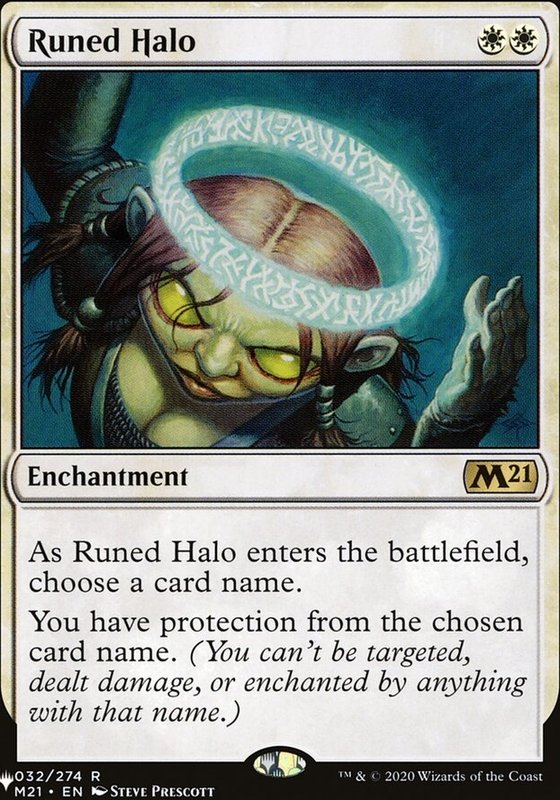 Runed Halo
Enchantment
M21
As Runed Halo enters the battlefield,
choose a card name.
You have protection from the chosen
card name. (You can't be targeted,
dealt damage, or enchanted by anything
with that name.)
032/274 R
M21 • EN Steve Prescott
™ & © 2020 Wizards of the Coast